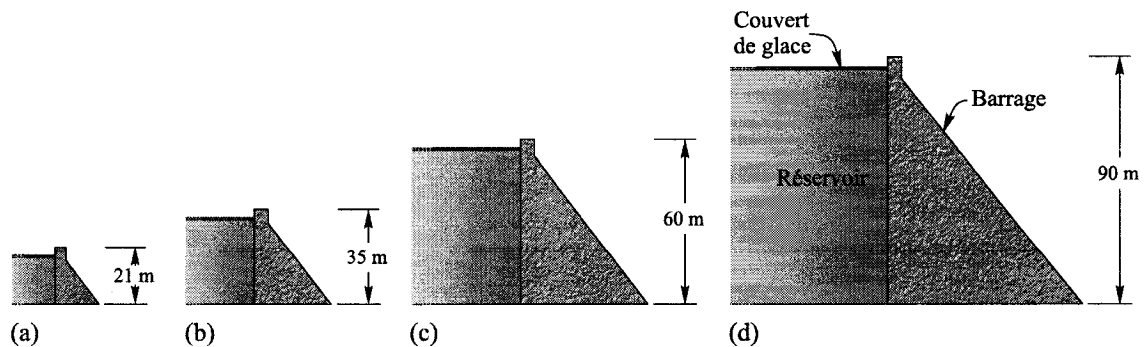 Couvert
de glace
Barrage
Réservoir
21 m
35 m
60 m
90 m
(a)
(b)
(c)
(d)